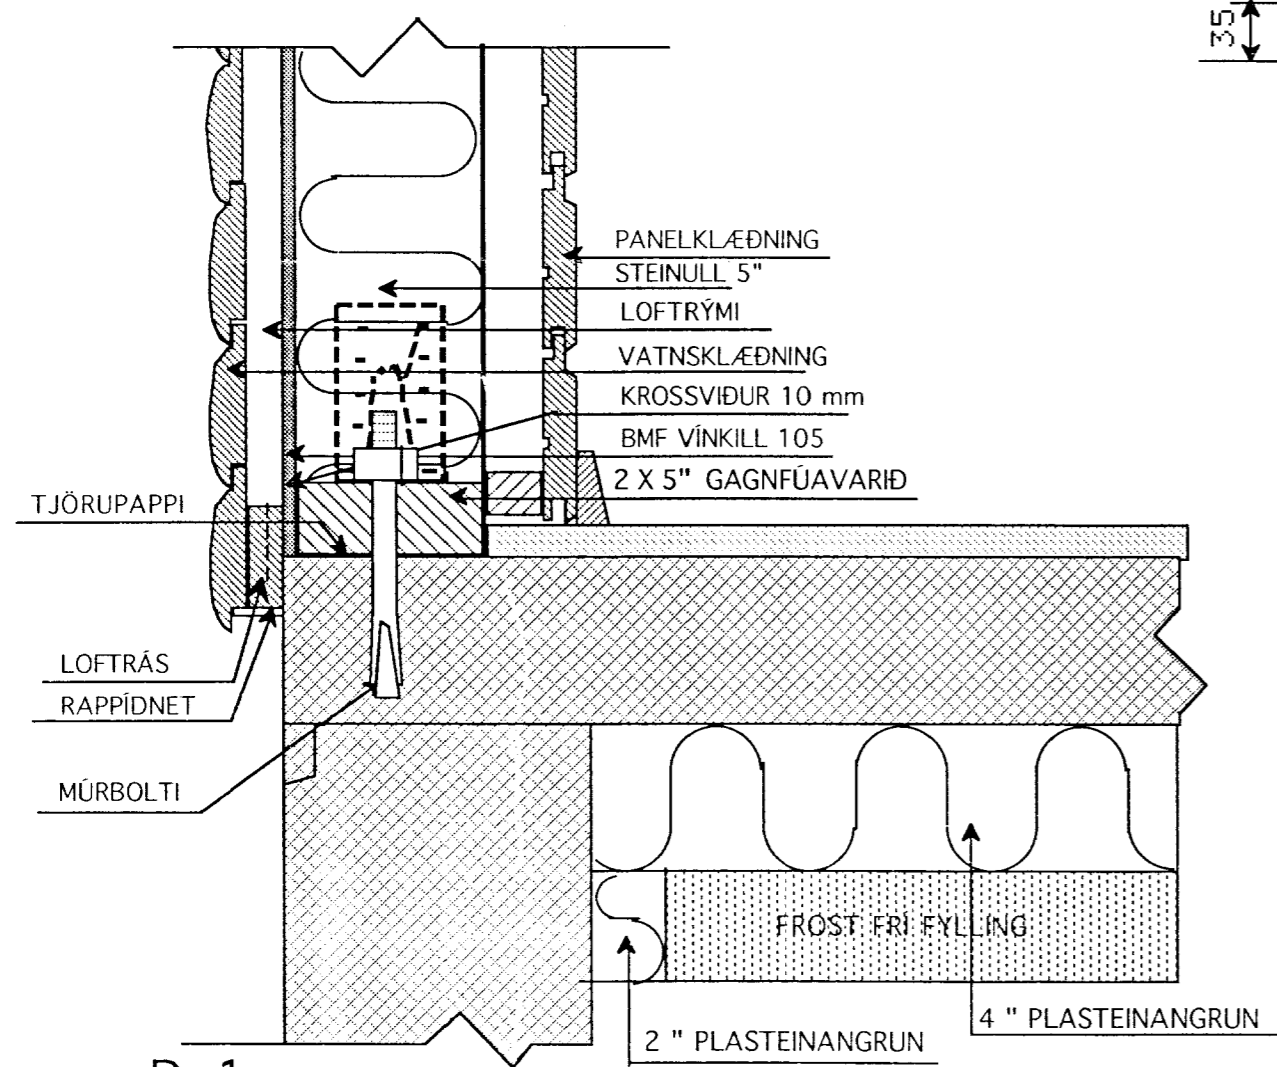 35
PANELKLÆÐNING
STEINULL 5"
LOFTRÝMI
VATNSKLÆÐNING
KROSSVIÐUR 10 mm
BMF VÍNKILL 105
2 X 5" GAGNFÚAVARIÐ
TJÖRUPAPPI
LOFTRÁS
RAPPÍDNET
MÚRBOLTI
FROST FRÍ FYLLING
4 " PLASTEINANGRUN
2 " PLASTEINANGRUN